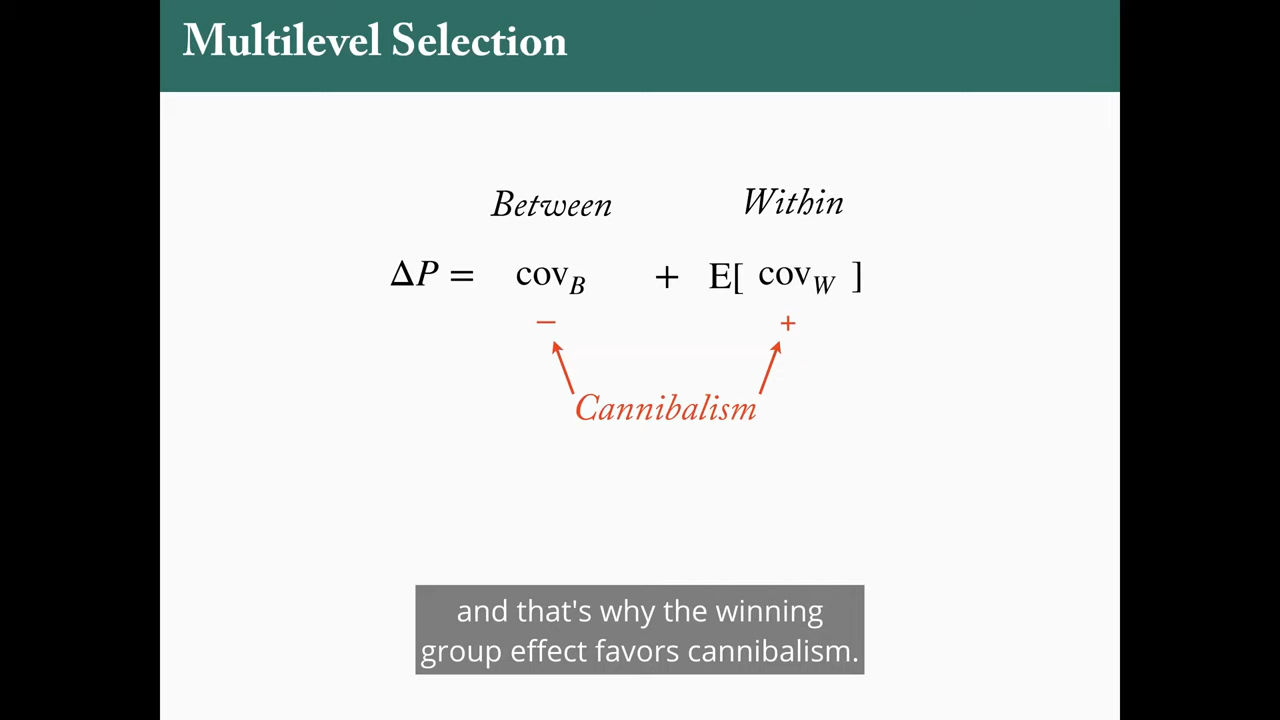 Multilevel Selection
Between Within
ΔP = cov_B + E[ cov_W ]
− +
Cannibalism
and that's why the winning
group effect favors cannibalism.